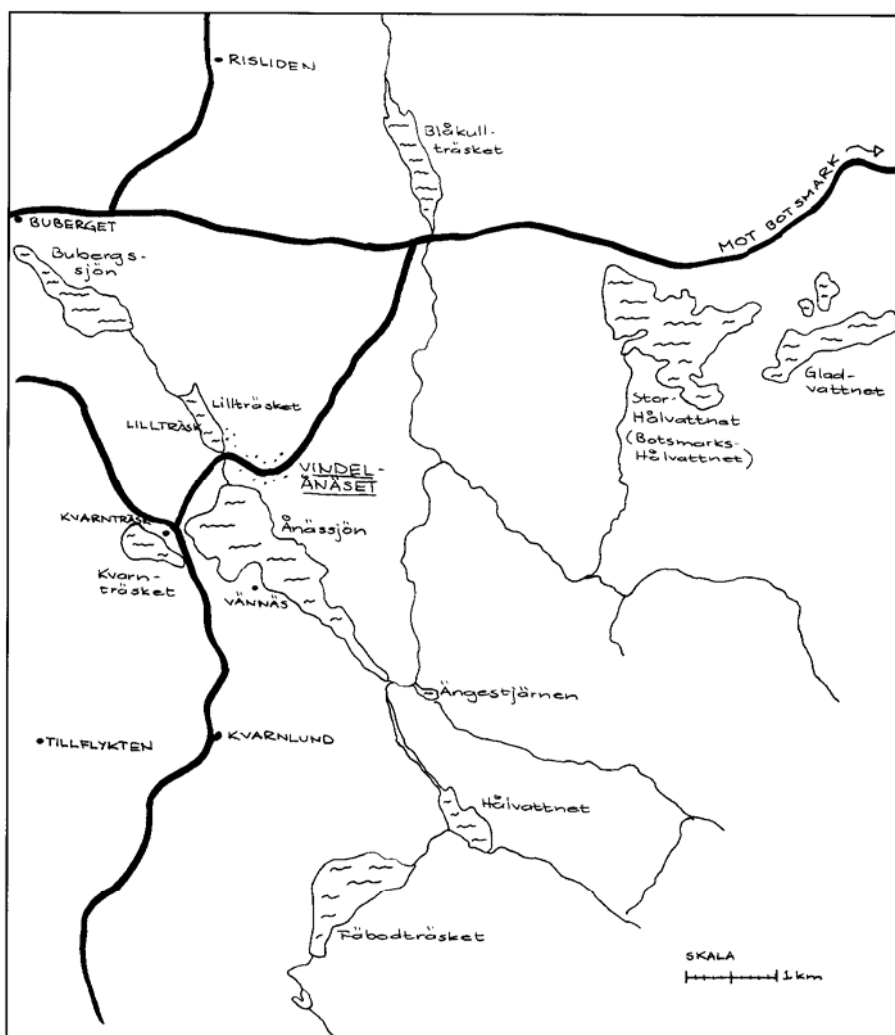 RISLIDEN
Blåkull-
träsket
MOT BOTSMARK
BUBERGET
Bubergs-
sjön
Glad-
vattnet
Stor-
Hålvattnet
(Botsmarks-
Hålvattnet)
Lillträsket
LILLTRÄSK
VINDEL-
ÅNÄSET
Ånässjön
KVARNTRÄSK
Kvarn-
träsket
VÄNNÄS
Ängestjärnen
TILLFLYKTEN
KVARNLUND
Hålvattnet
Fäbodträsket
SKALA
1 km